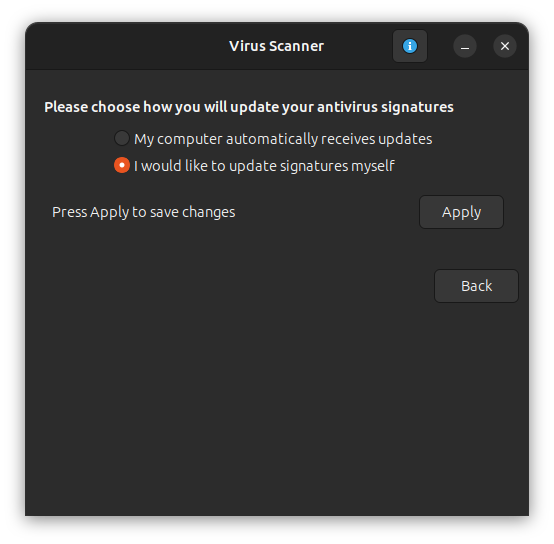 Virus Scanner
Please choose how you will update your antivirus signatures
My computer automatically receives updates
I would like to update signatures myself
Press Apply to save changes
Apply
Back